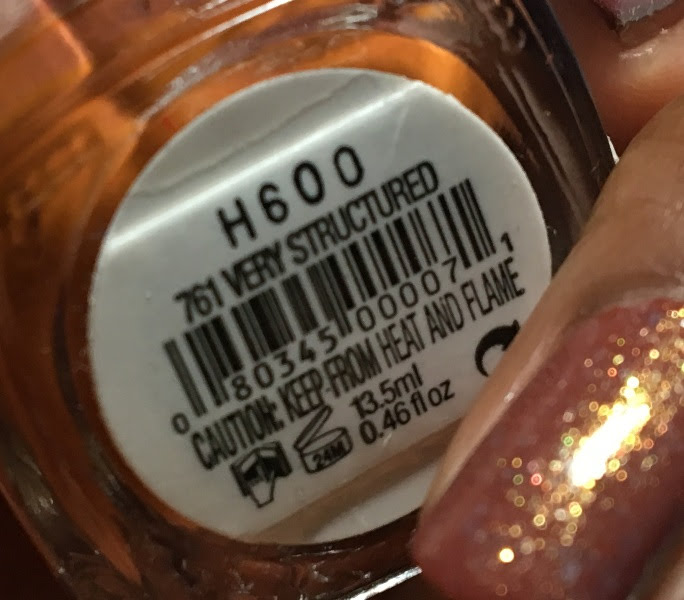 H600
761 VERY STRUCTURED
0 80345 00007 1
CAUTION: KEEP FROM HEAT AND FLAME
13.5ml
24M
0.46 fl oz